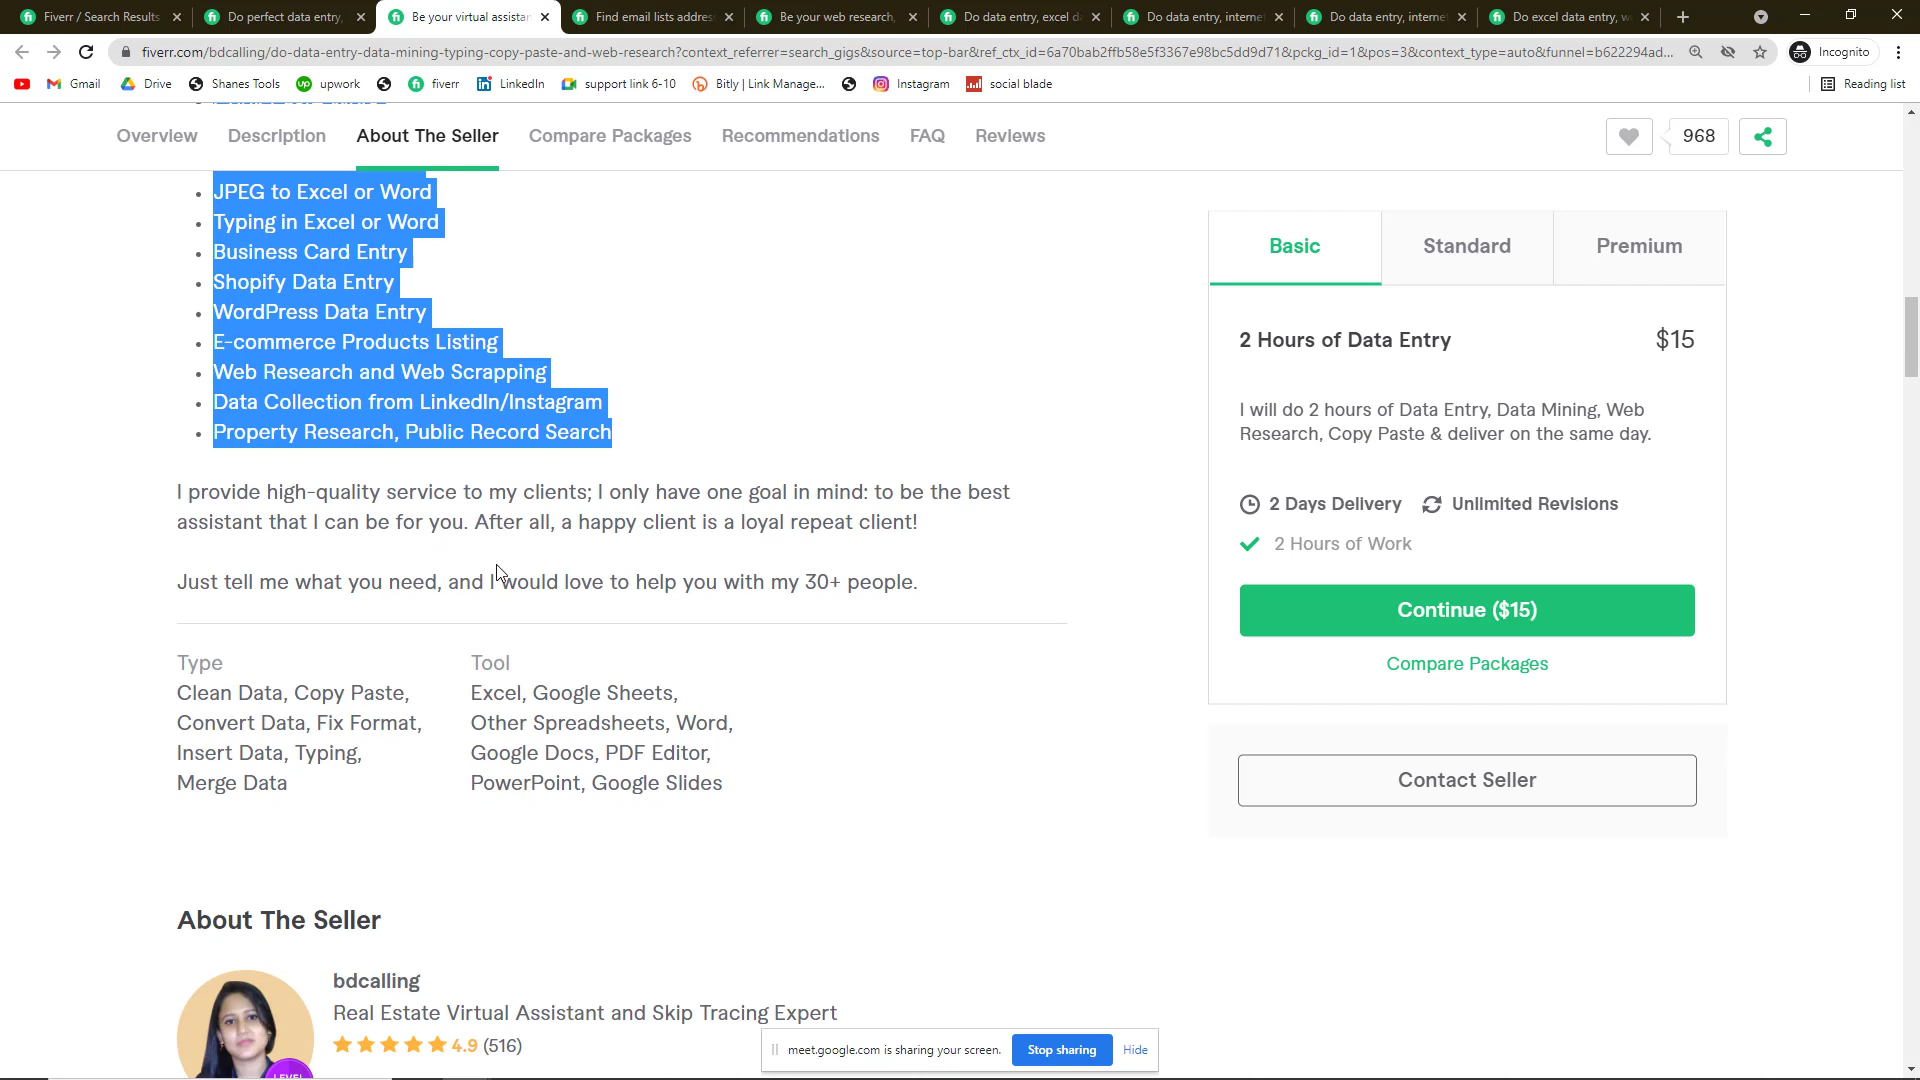 Fiverr / Search Results
Do perfect data entry,
Be your virtual assistan
Find email lists addres
Be your web research,
Do data entry, excel d
Do data entry, interne
Do data entry, interne
Do excel data entry, w
fiverr.com/bdcalling/do-data-entry-data-mining-typing-copy-paste-and-web-research?context_referrer=search_gigs&source=top-bar&ref_ctx_id=6a70bab2ffb58e5f3367e98bc5dd9d71&pckg_id=1&pos=3&context_type=auto&funnel=b622294ad...
Incognito
Gmail
Drive
Shanes Tools
upwork
fiverr
LinkedIn
support link 6-10
Bitly | Link Manage...
Instagram
social blade
Reading list
Overview
Description
About The Seller
Compare Packages
Recommendations
FAQ
Reviews
968
JPEG to Excel or Word
Typing in Excel or Word
Business Card Entry
Shopify Data Entry
WordPress Data Entry
E-commerce Products Listing
Web Research and Web Scrapping
Data Collection from LinkedIn/Instagram
Property Research, Public Record Search
I provide high-quality service to my clients; I only have one goal in mind: to be the best
assistant that I can be for you. After all, a happy client is a loyal repeat client!
Just tell me what you need, and I would love to help you with my 30+ people.
Type
Clean Data, Copy Paste,
Convert Data, Fix Format,
Insert Data, Typing,
Merge Data
Tool
Excel, Google Sheets,
Other Spreadsheets, Word,
Google Docs, PDF Editor,
PowerPoint, Google Slides
About The Seller
bdcalling
Real Estate Virtual Assistant and Skip Tracing Expert
4.9 (516)
LEVEL
Basic
Standard
Premium
2 Hours of Data Entry
$15
I will do 2 hours of Data Entry, Data Mining, Web
Research, Copy Paste & deliver on the same day.
2 Days Delivery
Unlimited Revisions
2 Hours of Work
Continue ($15)
Compare Packages
Contact Seller
meet.google.com is sharing your screen.
Stop sharing
Hide